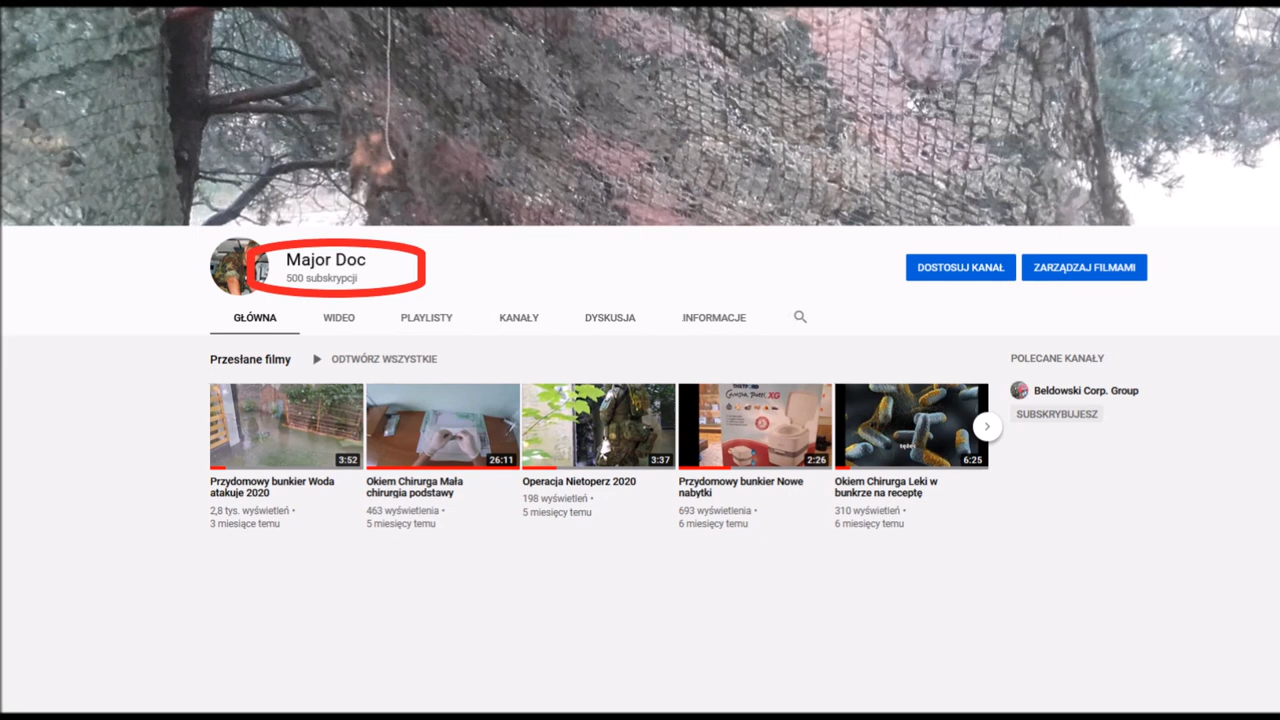 Major Doc
500 subskrypcji
DOSTOSUJ KANAŁ
ZARZĄDZAJ FILMAMI
GŁÓWNA
WIDEO
PLAYLISTY
KANAŁY
DYSKUSJA
INFORMACJE
Przesłane filmy
ODTWÓRZ WSZYSTKIE
3:52
Przydomowy bunkier Woda
atakuje 2020
2,8 tys. wyświetleń •
3 miesiące temu
26:11
Okiem Chirurga Mała
chirurgia podstawy
463 wyświetlenia •
5 miesięcy temu
3:37
Operacja Nietoperz 2020
198 wyświetleń •
5 miesięcy temu
XG
2:26
Przydomowy bunkier Nowe
nabytki
693 wyświetlenia •
6 miesięcy temu
6:25
Okiem Chirurga Leki w
bunkrze na receptę
310 wyświetleń •
6 miesięcy temu
POLECANE KANAŁY
Beldowski Corp. Group
SUBSKRYBUJESZ